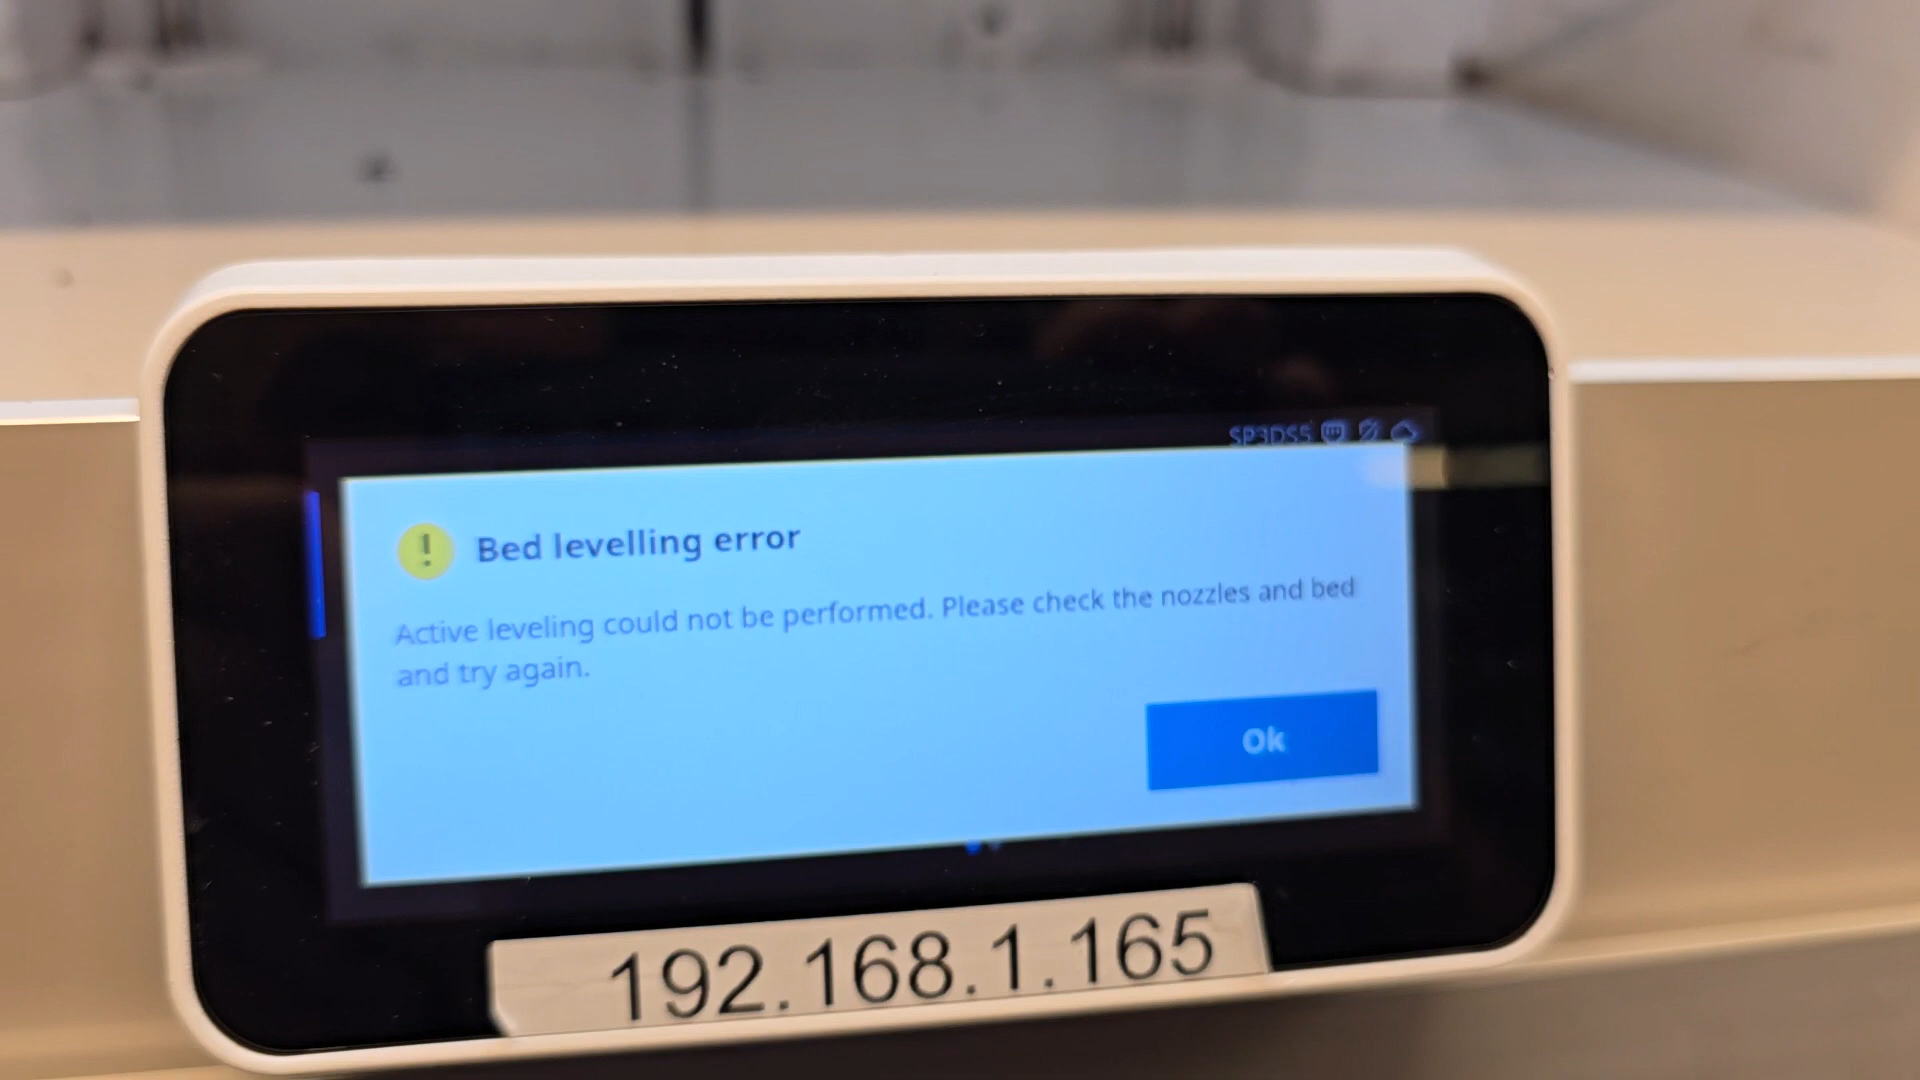 SP3DS5
Bed levelling error
Active leveling could not be performed. Please check the nozzles and bed
and try again.
Ok
192.168.1.165